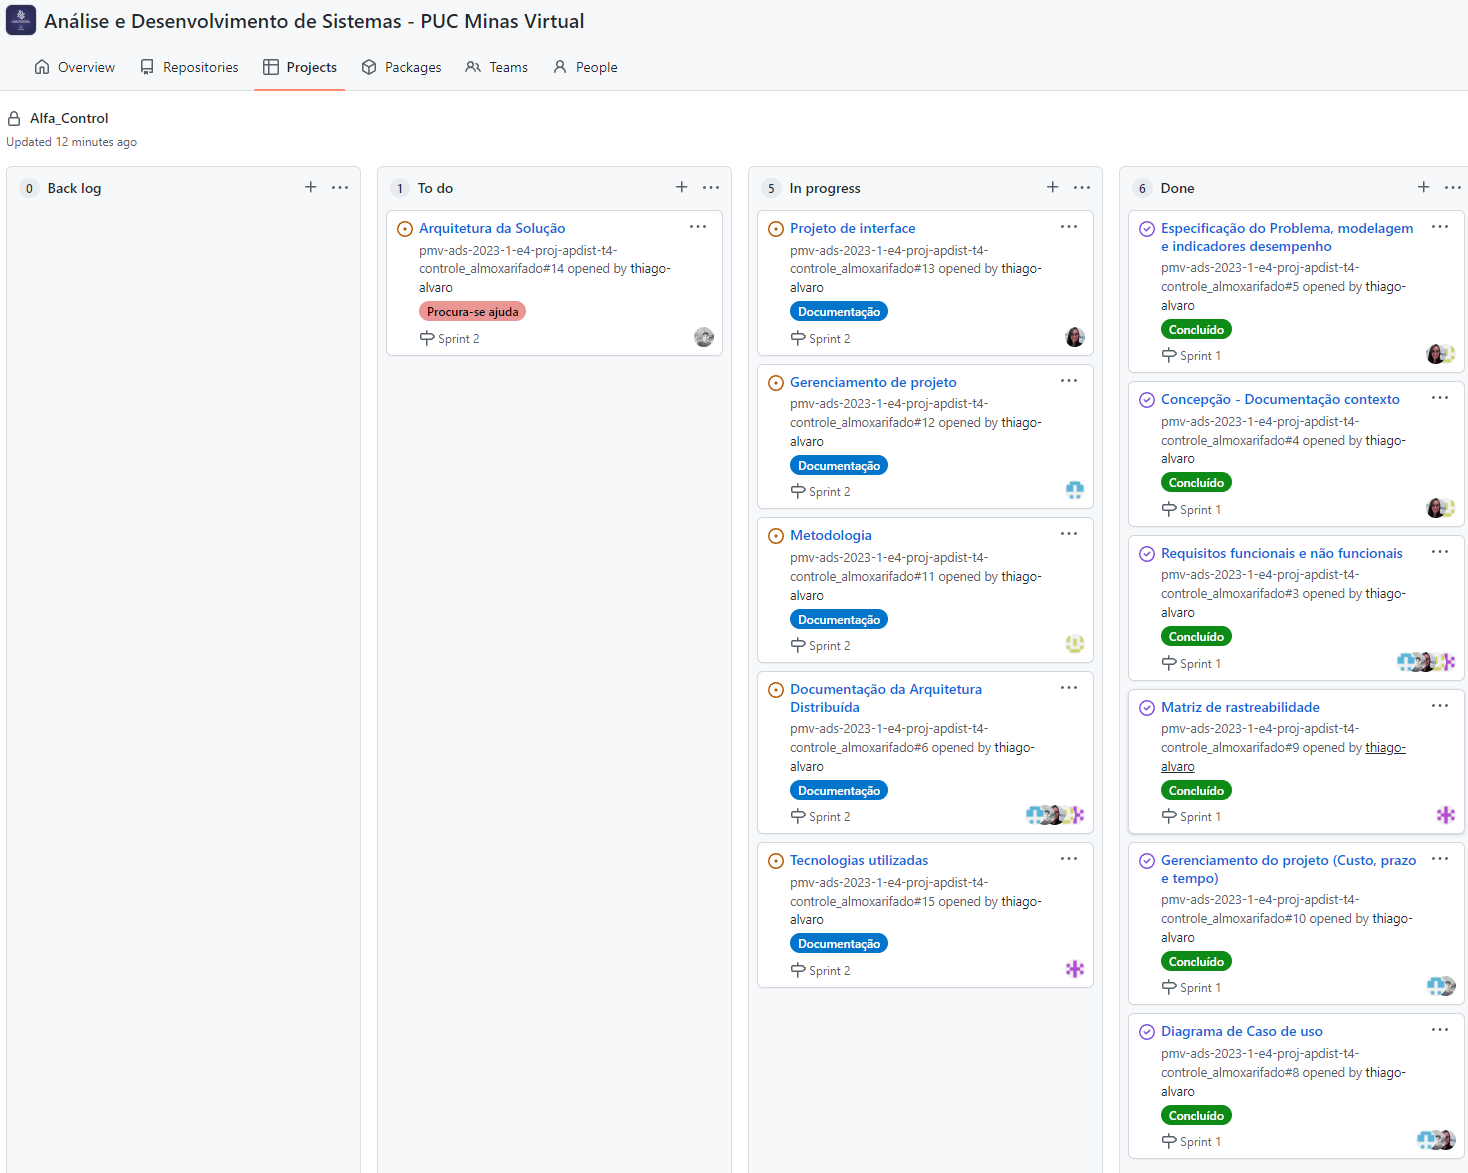 Análise e Desenvolvimento de Sistemas - PUC Minas Virtual
Overview
Repositories
Projects
Packages
Teams
People
Alfa_Control
Updated 12 minutes ago
0 Back log
1 To do
Arquitetura da Solução
pmv-ads-2023-1-e4-proj-apdist-t4-
controle_almoxarifado#14 opened by thiago-
alvaro
Procura-se ajuda
Sprint 2
5 In progress
Projeto de interface
pmv-ads-2023-1-e4-proj-apdist-t4-
controle_almoxarifado#13 opened by thiago-
alvaro
Documentação
Sprint 2
Gerenciamento de projeto
pmv-ads-2023-1-e4-proj-apdist-t4-
controle_almoxarifado#12 opened by thiago-
alvaro
Documentação
Sprint 2
Metodologia
pmv-ads-2023-1-e4-proj-apdist-t4-
controle_almoxarifado#11 opened by thiago-
alvaro
Documentação
Sprint 2
Documentação da Arquitetura
Distribuída
pmv-ads-2023-1-e4-proj-apdist-t4-
controle_almoxarifado#6 opened by thiago-
alvaro
Documentação
Sprint 2
Tecnologias utilizadas
pmv-ads-2023-1-e4-proj-apdist-t4-
controle_almoxarifado#15 opened by thiago-
alvaro
Documentação
Sprint 2
6 Done
Especificação do Problema, modelagem
e indicadores desempenho
pmv-ads-2023-1-e4-proj-apdist-t4-
controle_almoxarifado#5 opened by thiago-
alvaro
Concluído
Sprint 1
Concepção - Documentação contexto
pmv-ads-2023-1-e4-proj-apdist-t4-
controle_almoxarifado#4 opened by thiago-
alvaro
Concluído
Sprint 1
Requisitos funcionais e não funcionais
pmv-ads-2023-1-e4-proj-apdist-t4-
controle_almoxarifado#3 opened by thiago-
alvaro
Concluído
Sprint 1
Matriz de rastreabilidade
pmv-ads-2023-1-e4-proj-apdist-t4-
controle_almoxarifado#9 opened by thiago-
alvaro
Concluído
Sprint 1
Gerenciamento do projeto (Custo, prazo
e tempo)
pmv-ads-2023-1-e4-proj-apdist-t4-
controle_almoxarifado#10 opened by thiago-
alvaro
Concluído
Sprint 1
Diagrama de Caso de uso
pmv-ads-2023-1-e4-proj-apdist-t4-
controle_almoxarifado#8 opened by thiago-
alvaro
Concluído
Sprint 1